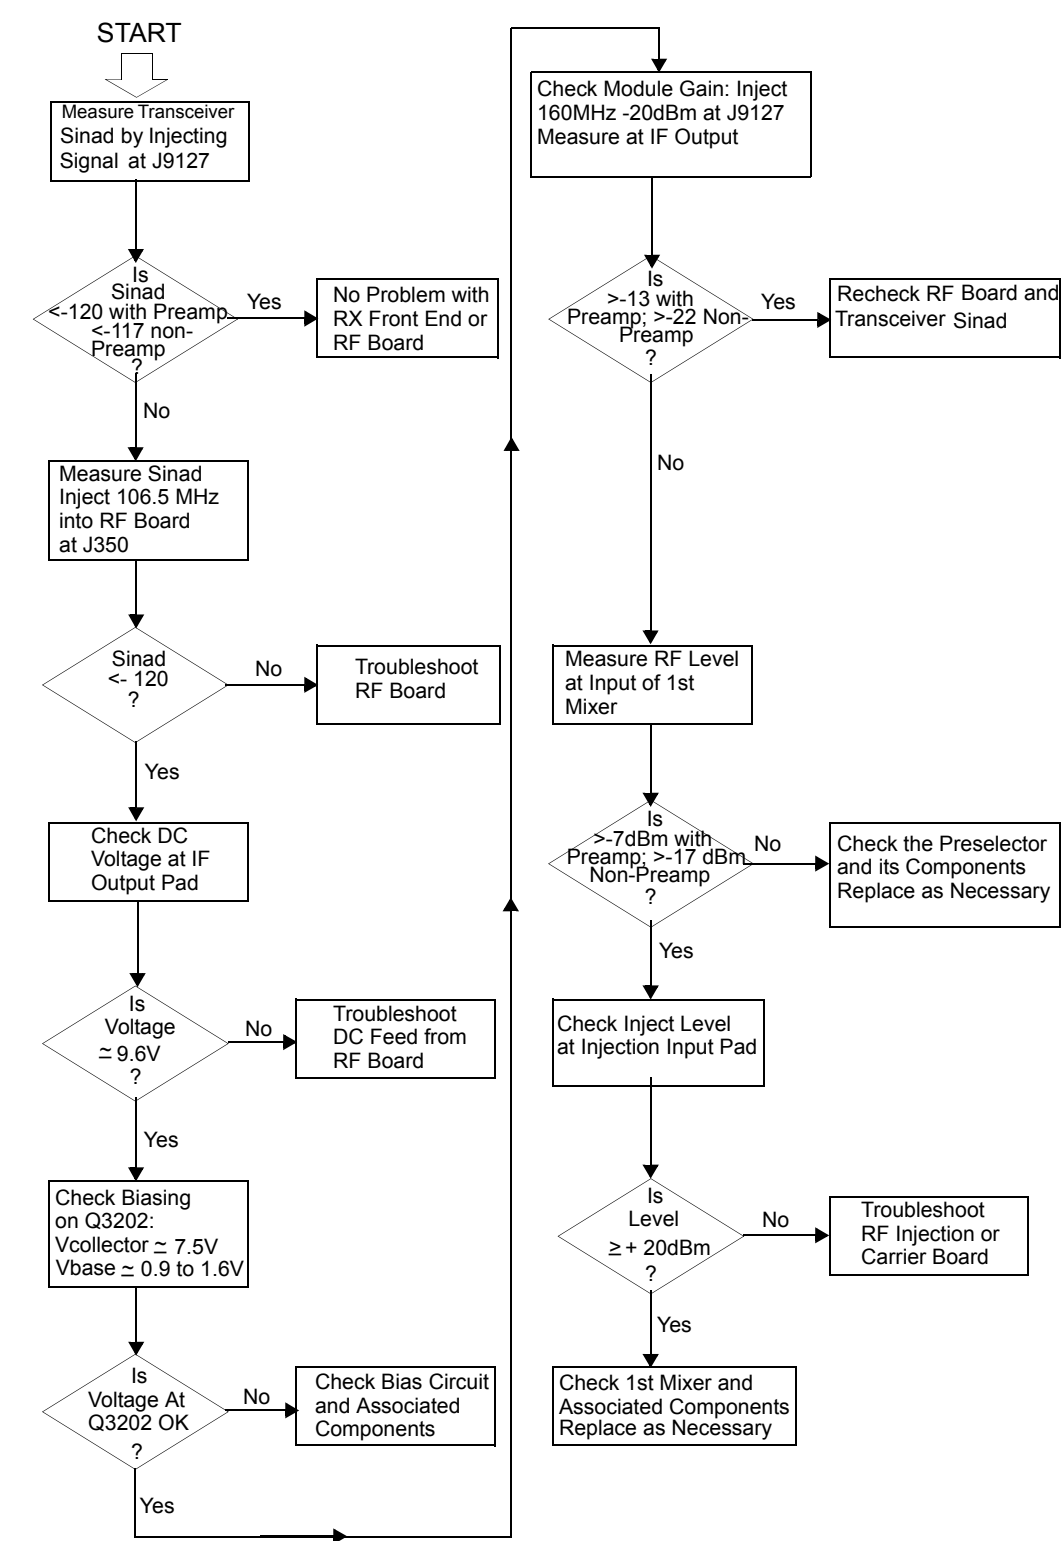 START
Measure Transceiver
Sinad by Injecting
Signal at J9127
Is
Sinad
<-120 with Preamp
<-117 non-
Preamp
?
Yes
No Problem with
RX Front End or
RF Board
No
Measure Sinad
Inject 106.5 MHz
into RF Board
at J350
Sinad
<- 120
?
No
Troubleshoot
RF Board
Yes
Check DC
Voltage at IF
Output Pad
Is
Voltage
≃ 9.6V
?
No
Troubleshoot
DC Feed from
RF Board
Yes
Check Biasing
on Q3202:
Vcollector ≃ 7.5V
Vbase ≃ 0.9 to 1.6V
Is
Voltage At
Q3202 OK
?
No
Check Bias Circuit
and Associated
Components
Yes
Check Module Gain: Inject
160MHz -20dBm at J9127
Measure at IF Output
Is
>-13 with
Preamp; >-22 Non-
Preamp
?
Yes
Recheck RF Board and
Transceiver Sinad
No
Measure RF Level
at Input of 1st
Mixer
Is
>-7dBm with
Preamp; >-17 dBm
Non-Preamp
?
No
Check the Preselector
and its Components
Replace as Necessary
Yes
Check Inject Level
at Injection Input Pad
Is
Level
≥ + 20dBm
?
No
Troubleshoot
RF Injection or
Carrier Board
Yes
Check 1st Mixer and
Associated Components
Replace as Necessary